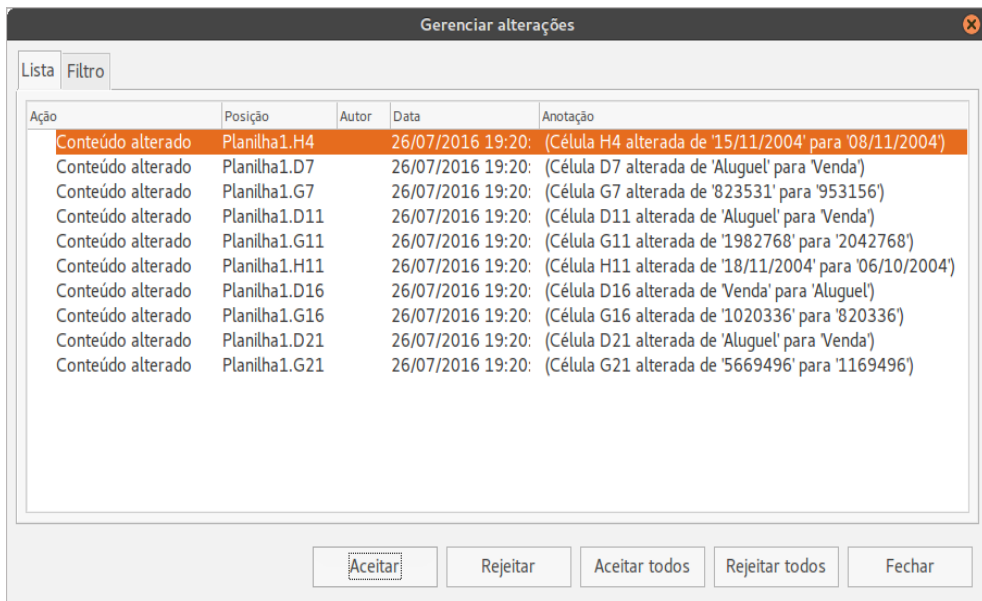 Gerenciar alterações
Lista Filtro
Ação Posição Autor Data Anotação
Conteúdo alterado Planilha1.H4 26/07/2016 19:20: (Célula H4 alterada de '15/11/2004' para '08/11/2004')
Conteúdo alterado Planilha1.D7 26/07/2016 19:20: (Célula D7 alterada de 'Aluguel' para 'Venda')
Conteúdo alterado Planilha1.G7 26/07/2016 19:20: (Célula G7 alterada de '823531' para '953156')
Conteúdo alterado Planilha1.D11 26/07/2016 19:20: (Célula D11 alterada de 'Aluguel' para 'Venda')
Conteúdo alterado Planilha1.G11 26/07/2016 19:20: (Célula G11 alterada de '1982768' para '2042768')
Conteúdo alterado Planilha1.H11 26/07/2016 19:20: (Célula H11 alterada de '18/11/2004' para '06/10/2004')
Conteúdo alterado Planilha1.D16 26/07/2016 19:20: (Célula D16 alterada de 'Venda' para 'Aluguel')
Conteúdo alterado Planilha1.G16 26/07/2016 19:20: (Célula G16 alterada de '1020336' para '820336')
Conteúdo alterado Planilha1.D21 26/07/2016 19:20: (Célula D21 alterada de 'Aluguel' para 'Venda')
Conteúdo alterado Planilha1.G21 26/07/2016 19:20: (Célula G21 alterada de '5669496' para '1169496')
Aceitar Rejeitar Aceitar todos Rejeitar todos Fechar